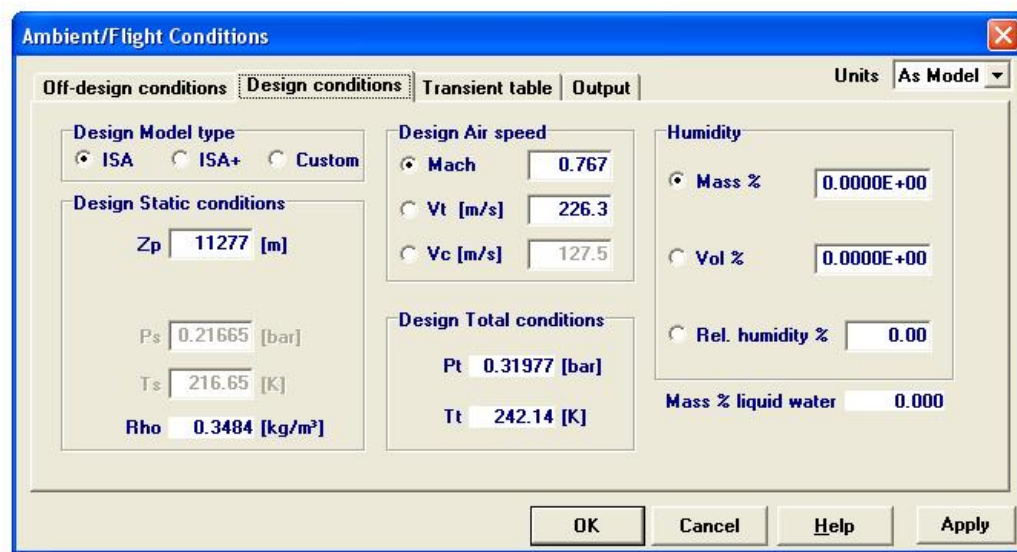 Ambient/Flight Conditions
Units As Model
Off-design conditions Design conditions Transient table Output
Design Model type
ISA ISA+ Custom
Design Static conditions
Zp 11277 [m]
Ps 0.21665 [bar]
Ts 216.65 [K]
Rho 0.3484 [kg/m³]
Design Air speed
Mach 0.767
Vt [m/s] 226.3
Vc [m/s] 127.5
Design Total conditions
Pt 0.31977 [bar]
Tt 242.14 [K]
Humidity
Mass % 0.0000E+00
Vol % 0.0000E+00
Rel. humidity % 0.00
Mass % liquid water 0.000
OK Cancel Help Apply